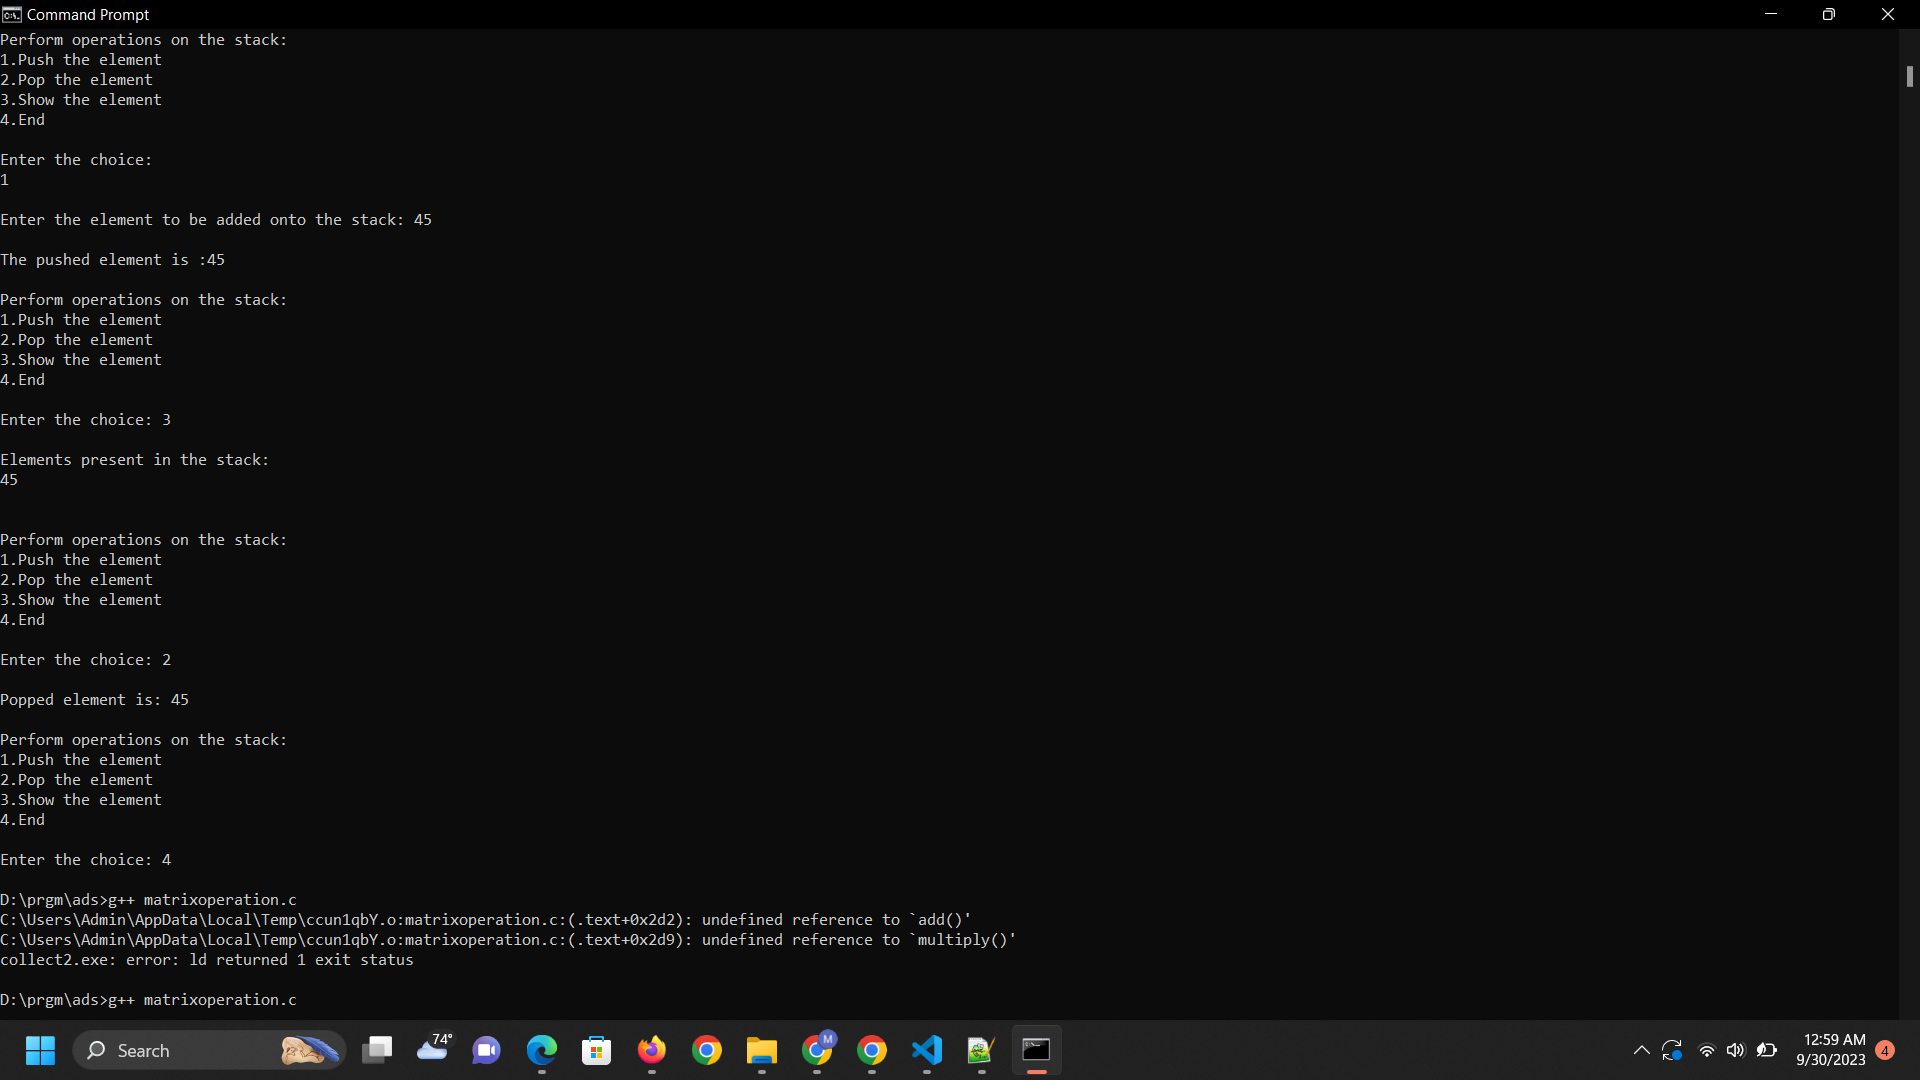 Command Prompt
Perform operations on the stack:
1.Push the element
2.Pop the element
3.Show the element
4.End
Enter the choice:
1
Enter the element to be added onto the stack: 45
The pushed element is :45
Perform operations on the stack:
1.Push the element
2.Pop the element
3.Show the element
4.End
Enter the choice: 3
Elements present in the stack:
45
Perform operations on the stack:
1.Push the element
2.Pop the element
3.Show the element
4.End
Enter the choice: 2
Popped element is: 45
Perform operations on the stack:
1.Push the element
2.Pop the element
3.Show the element
4.End
Enter the choice: 4
D:\prgm\ads>g++ matrixoperation.c
C:\Users\Admin\AppData\Local\Temp\ccun1qbY.o:matrixoperation.c:(.text+0x2d2): undefined reference to `add()'
C:\Users\Admin\AppData\Local\Temp\ccun1qbY.o:matrixoperation.c:(.text+0x2d9): undefined reference to `multiply()'
collect2.exe: error: ld returned 1 exit status
D:\prgm\ads>g++ matrixoperation.c
Search
74°
M
12:59 AM
9/30/2023
4